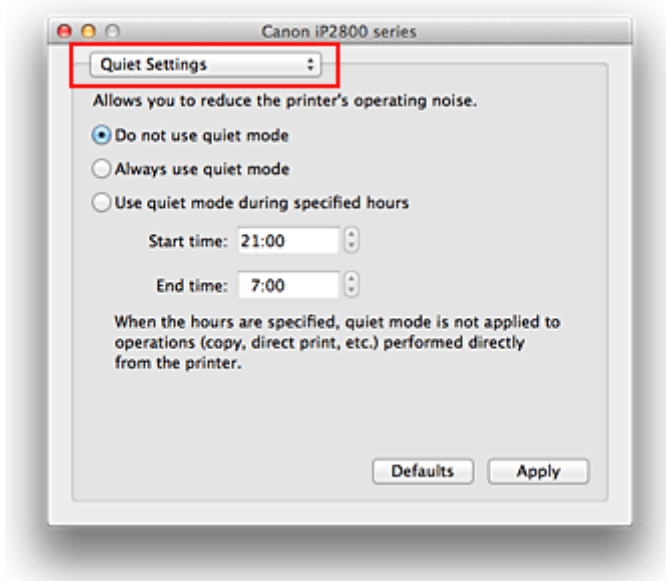 Canon iP2800 series
Quiet Settings
Allows you to reduce the printer's operating noise.
Do not use quiet mode
Always use quiet mode
Use quiet mode during specified hours
Start time: 21:00
End time: 7:00
When the hours are specified, quiet mode is not applied to
operations (copy, direct print, etc.) performed directly
from the printer.
Defaults Apply